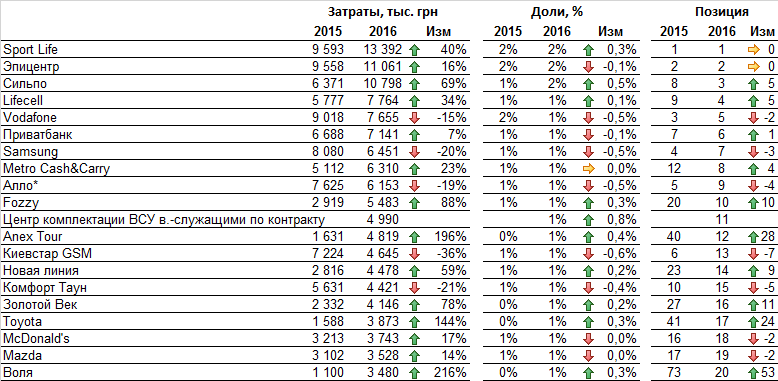 Затраты, тыс. грн Доли, % Позиция
2015 2016 Изм 2015 2016 Изм 2015 2016 Изм
Sport Life 9 593 13 392 40% 2% 2% 0,3% 1 1 0
Эпицентр 9 558 11 061 16% 2% 2% -0,1% 2 2 0
Сильпо 6 371 10 798 69% 1% 2% 0,5% 8 3 5
Lifecell 5 777 7 764 34% 1% 1% 0,1% 9 4 5
Vodafone 9 018 7 655 -15% 2% 1% -0,5% 3 5 -2
Приватбанк 6 688 7 141 7% 1% 1% -0,1% 7 6 1
Samsung 8 080 6 451 -20% 1% 1% -0,5% 4 7 -3
Metro Cash&Carry 5 112 6 310 23% 1% 1% 0,0% 12 8 4
Алло* 7 625 6 153 -19% 1% 1% -0,5% 5 9 -4
Fozzy 2 919 5 483 88% 1% 1% 0,3% 20 10 10
Центр комплектации ВСУ в.-служащими по контракту 4 990 1% 0,8% 11
Anex Tour 1 631 4 819 196% 0% 1% 0,4% 40 12 28
Киевстар GSM 7 224 4 645 -36% 1% 1% -0,6% 6 13 -7
Новая линия 2 816 4 478 59% 1% 1% 0,2% 23 14 9
Комфорт Таун 5 631 4 421 -21% 1% 1% -0,4% 10 15 -5
Золотой Век 2 332 4 146 78% 0% 1% 0,2% 27 16 11
Toyota 1 588 3 873 144% 0% 1% 0,3% 41 17 24
McDonald's 3 213 3 743 17% 1% 1% 0,0% 16 18 -2
Mazda 3 102 3 528 14% 1% 1% 0,0% 17 19 -2
Воля 1 100 3 480 216% 0% 1% 0,3% 73 20 53